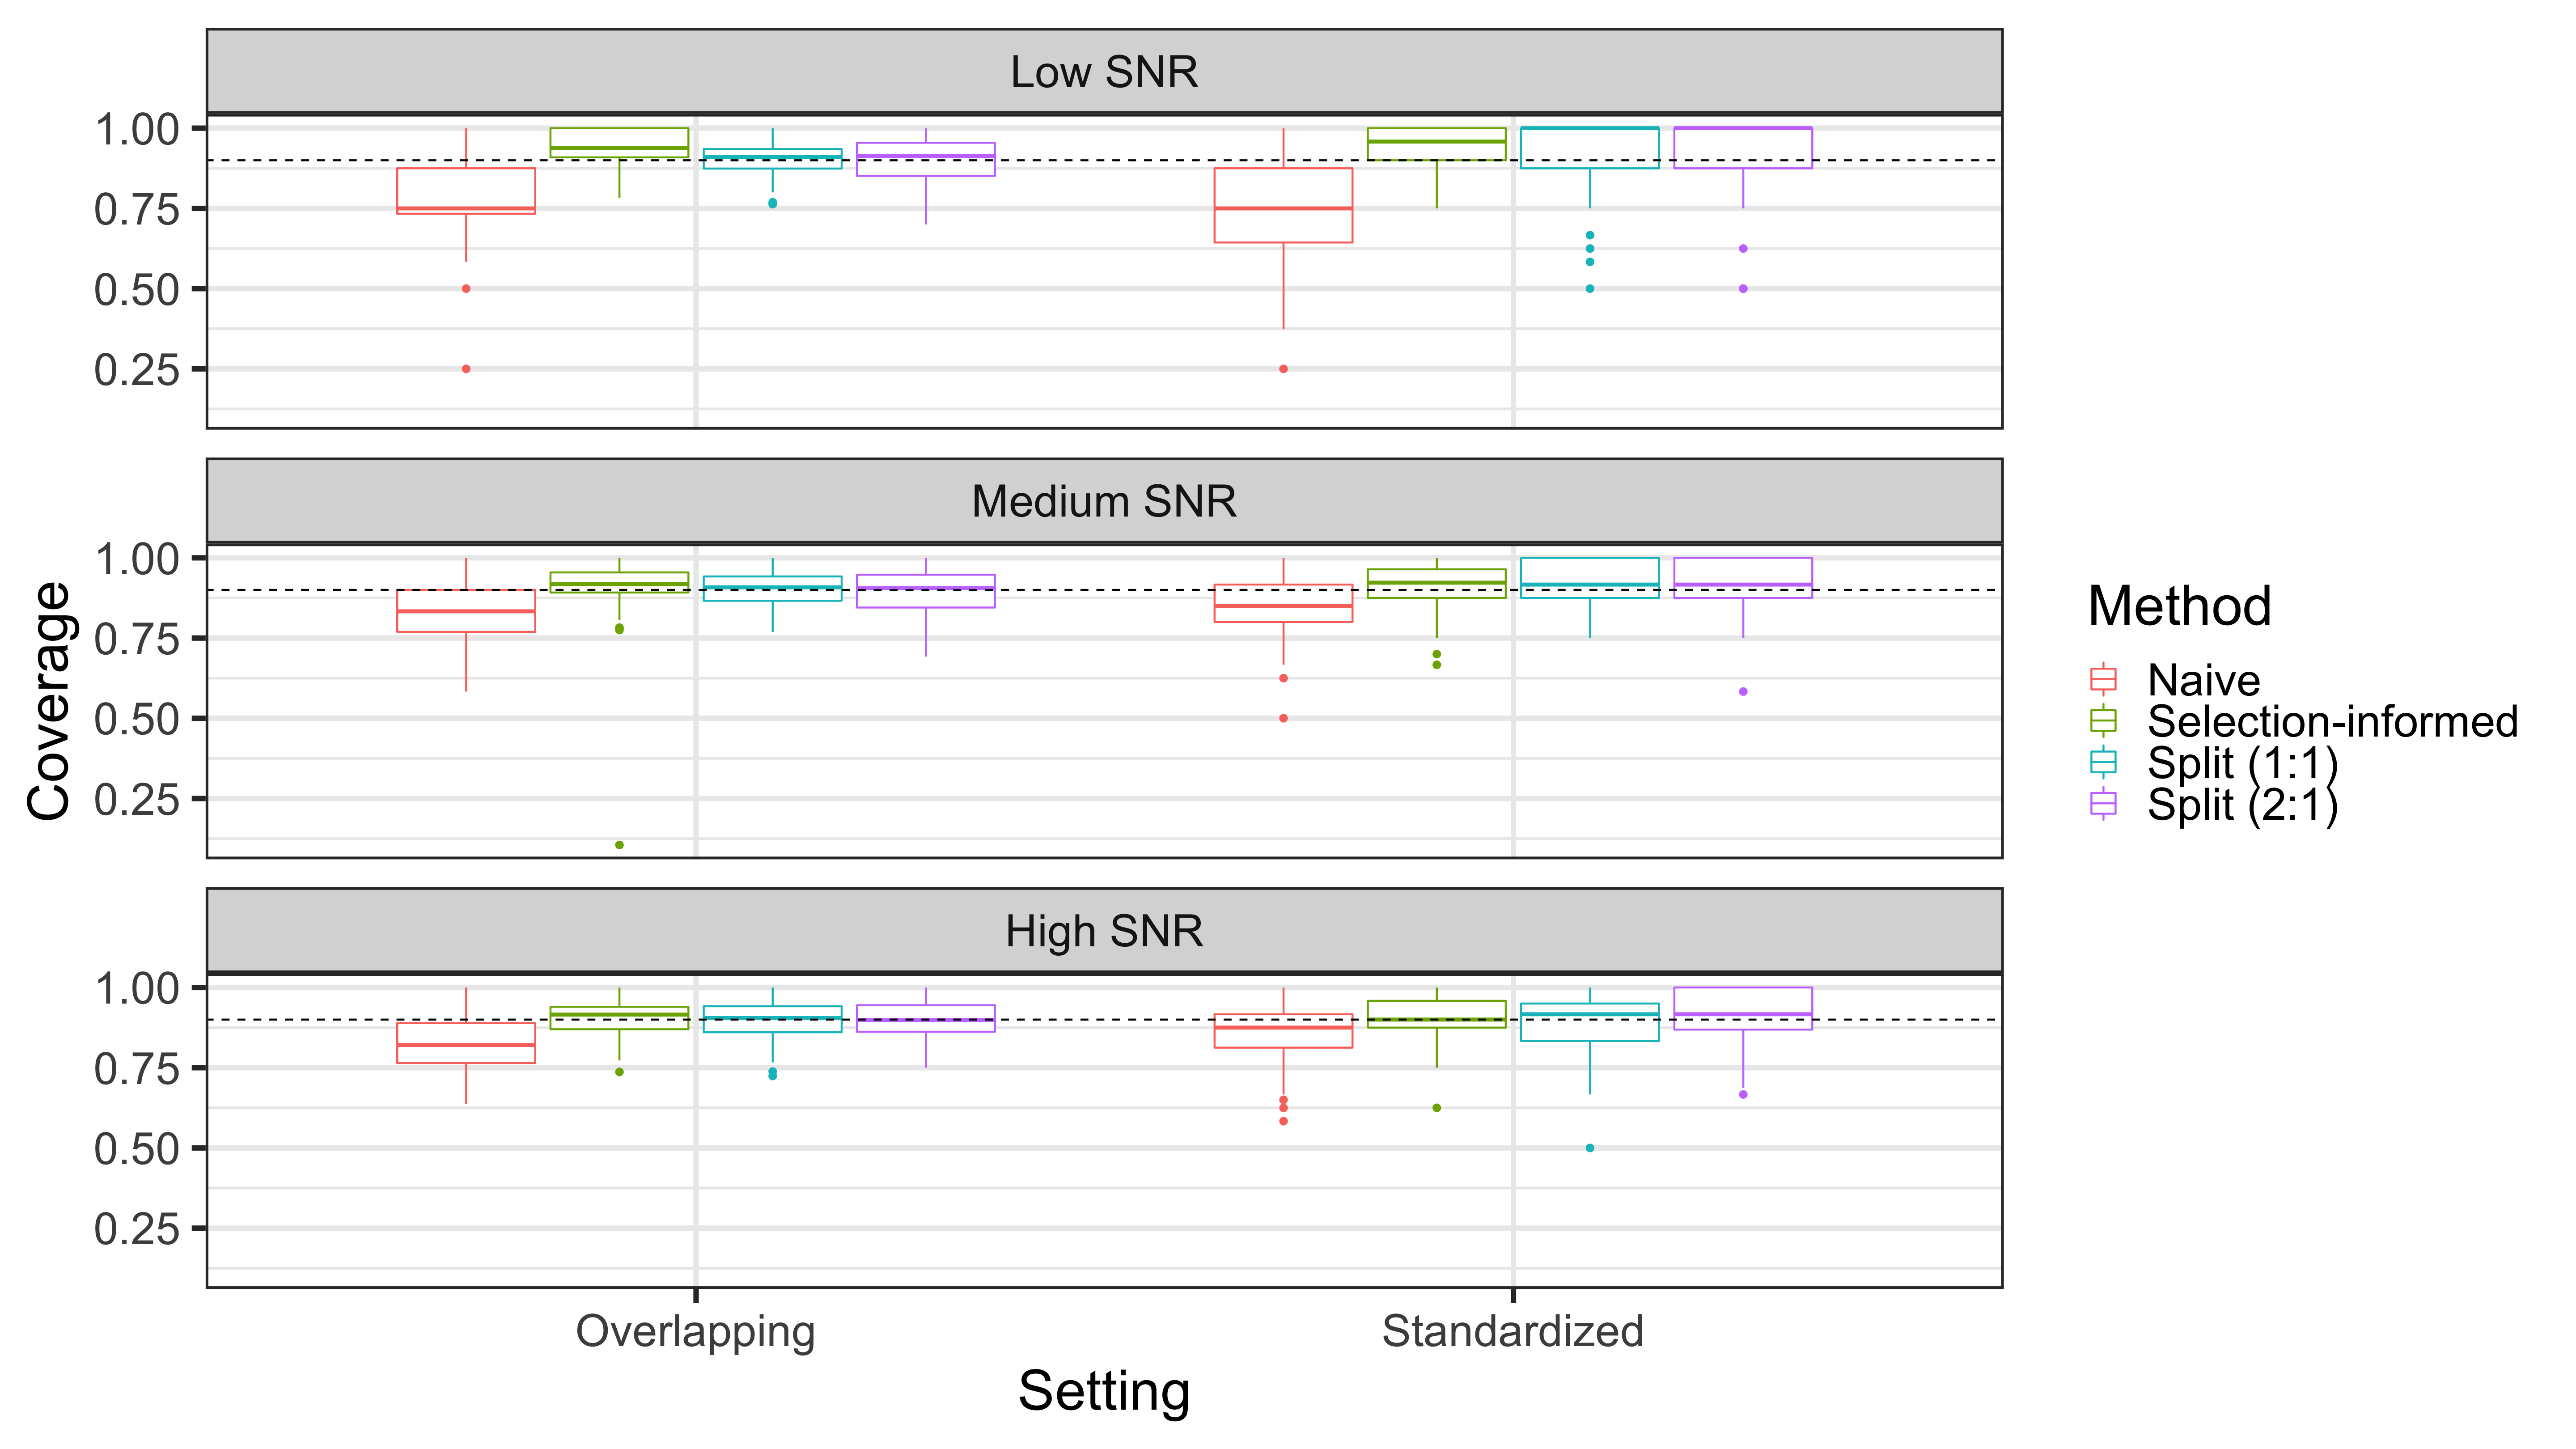 Low SNR
1.00
0.75
0.50
0.25
Medium SNR
1.00
0.75
0.50
0.25
High SNR
1.00
0.75
0.50
0.25
Coverage
Overlapping
Standardized
Setting
Method
Naive
Selection-informed
Split (1:1)
Split (2:1)